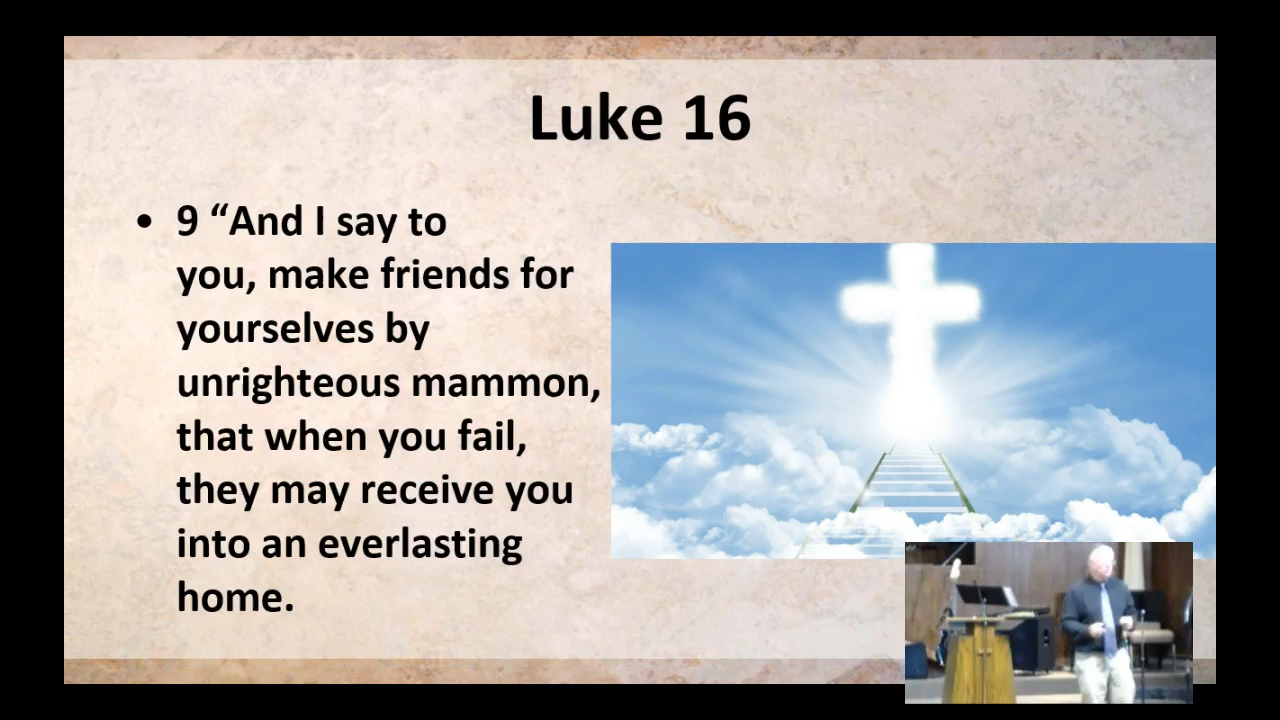 Luke 16
• 9 “And I say to
you, make friends for
yourselves by
unrighteous mammon,
that when you fail,
they may receive you
into an everlasting
home.